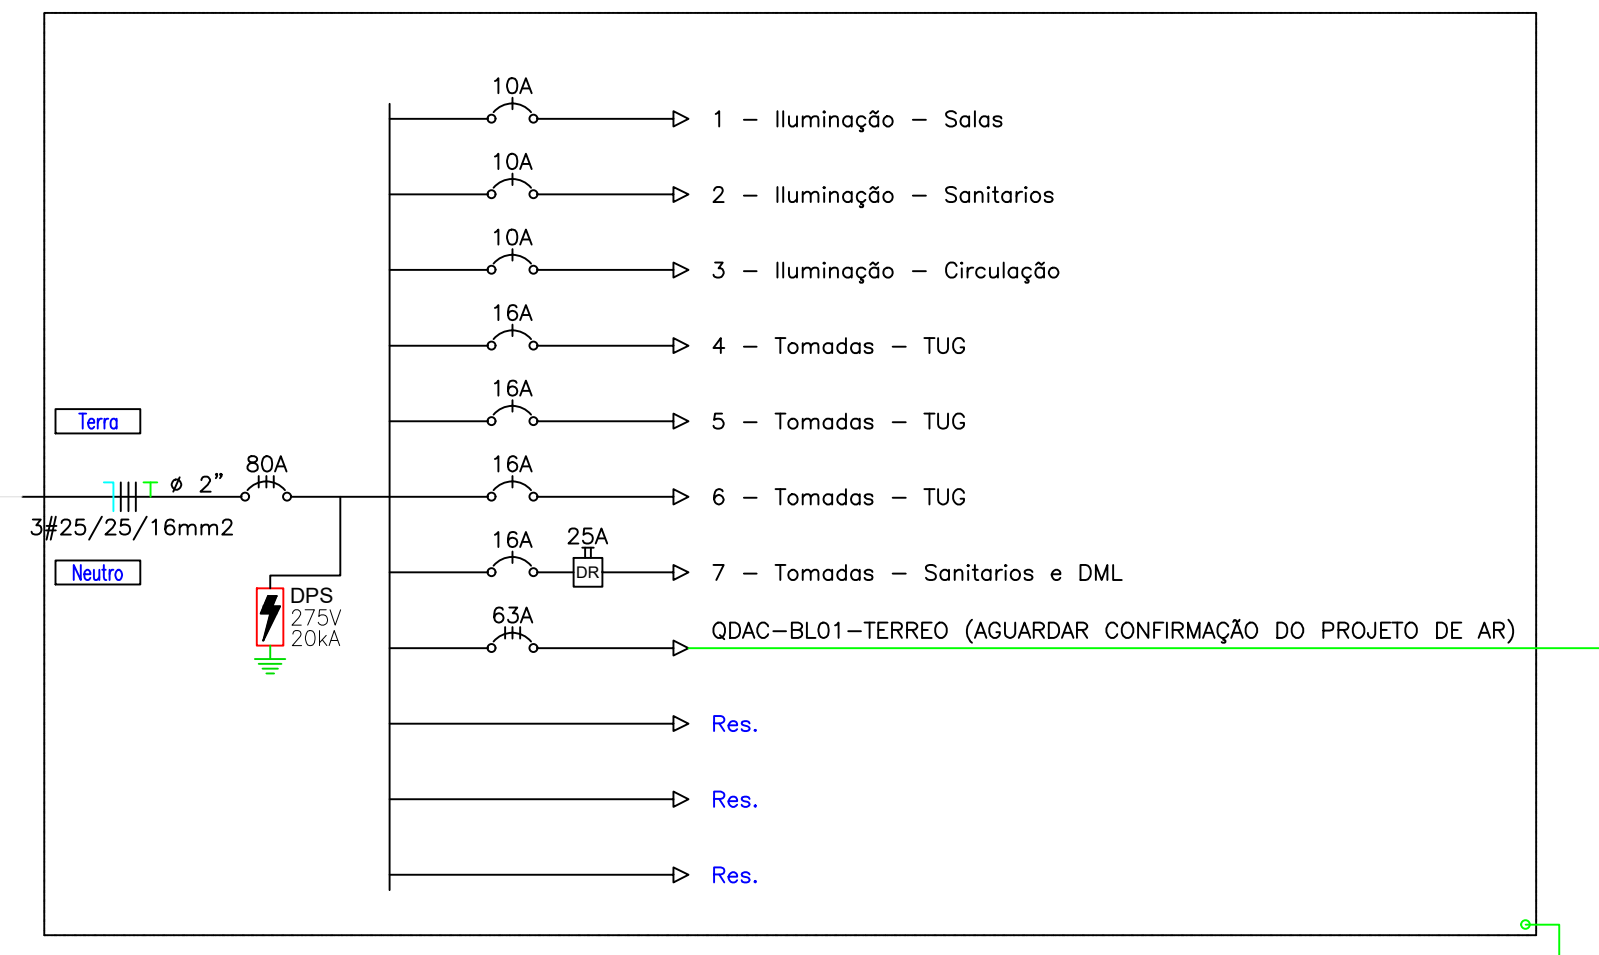 10A
1 - Iluminação - Salas
10A
2 - Iluminação - Sanitarios
10A
3 - Iluminação - Circulação
16A
4 - Tomadas - TUG
16A
5 - Tomadas - TUG
Terra
80A
ø 2”
3#25/25/16mm2
16A
6 - Tomadas - TUG
Neutro
16A
25A
DR
7 - Tomadas - Sanitarios e DML
DPS
275V
20kA
63A
QDAC-BL01-TERREO (AGUARDAR CONFIRMAÇÃO DO PROJETO DE AR)
Res.
Res.
Res.